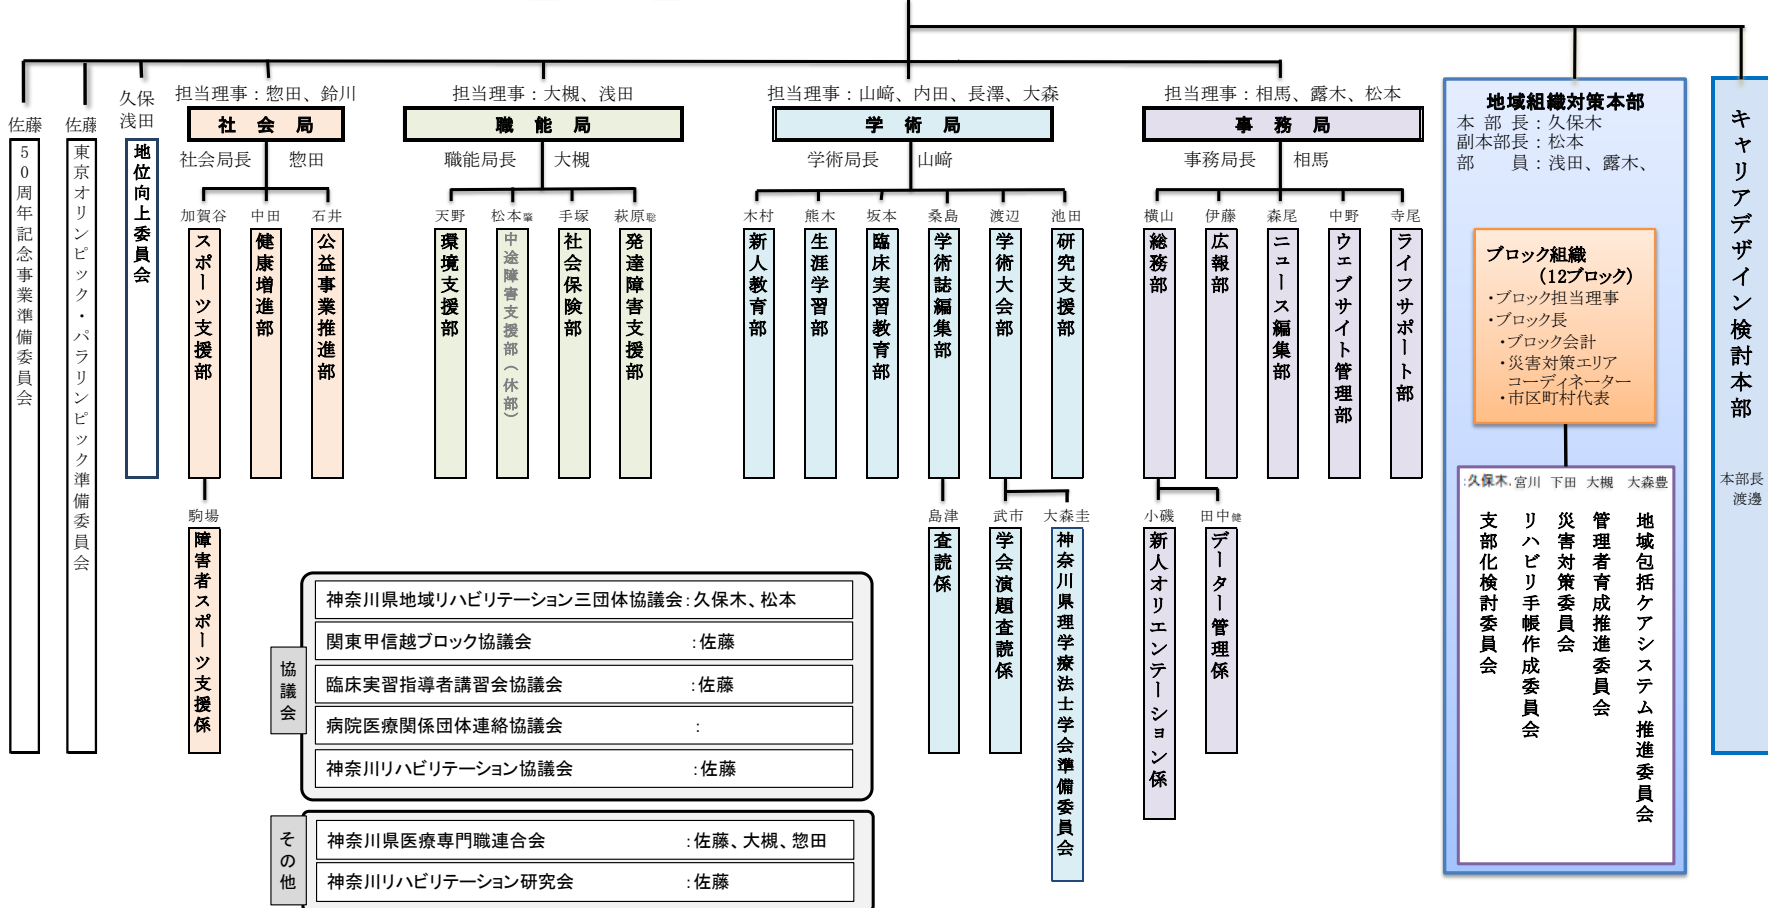 佐藤
50周年記念事業準備委員会
佐藤
東京オリンピック・パラリンピック準備委員会
久保
浅田
地位向上委員会
担当理事：惣田、鈴川
社会局
社会局長　惣田
加賀谷
スポーツ支援部
中田
健康増進部
石井
公益事業推進部
駒場
障害者スポーツ支援係
担当理事：大槻、浅田
職能局
職能局長　大槻
天野
環境支援部
松本肇
中途障害支援部（休部）
手塚
社会保険部
萩原聡
発達障害支援部
担当理事：山﨑、内田、長澤、大森
学術局
学術局長　山﨑
木村
新人教育部
熊木
生涯学習部
坂本
臨床実習教育部
桑島
学術誌編集部
渡辺
学術大会部
池田
研究支援部
島津
査読係
武市
学会演題査読係
大森圭
神奈川県理学療法士学会準備委員会
担当理事：相馬、露木、松本
事務局
事務局長　相馬
横山
総務部
伊藤
広報部
森尾
ニュース編集部
中野
ウェブサイト管理部
寺尾
ライフサポート部
小磯
新人オリエンテーション係
田中健
データー管理係
地域組織対策本部
本部長：久保木
副本部長：松本
部　員：浅田、露木、
ブロック組織
（12ブロック）
・ブロック担当理事
・ブロック長
・ブロック会計
・災害対策エリア
コーディネーター
・市区町村代表
:久保木.
支部化検討委員会
宮川
リハビリ手帳作成委員会
下田
災害対策委員会
大槻
管理者育成推進委員会
大森豊
地域包括ケアシステム推進委員会
キャリアデザイン検討本部
本部長
渡邊
協議会
神奈川県地域リハビリテーション三団体協議会:久保木、松本
関東甲信越ブロック協議会　:佐藤
臨床実習指導者講習会協議会　:佐藤
病院医療関係団体連絡協議会　:
神奈川リハビリテーション協議会　:佐藤
その他
神奈川県医療専門職連合会　:佐藤、大槻、惣田
神奈川リハビリテーション研究会　:佐藤